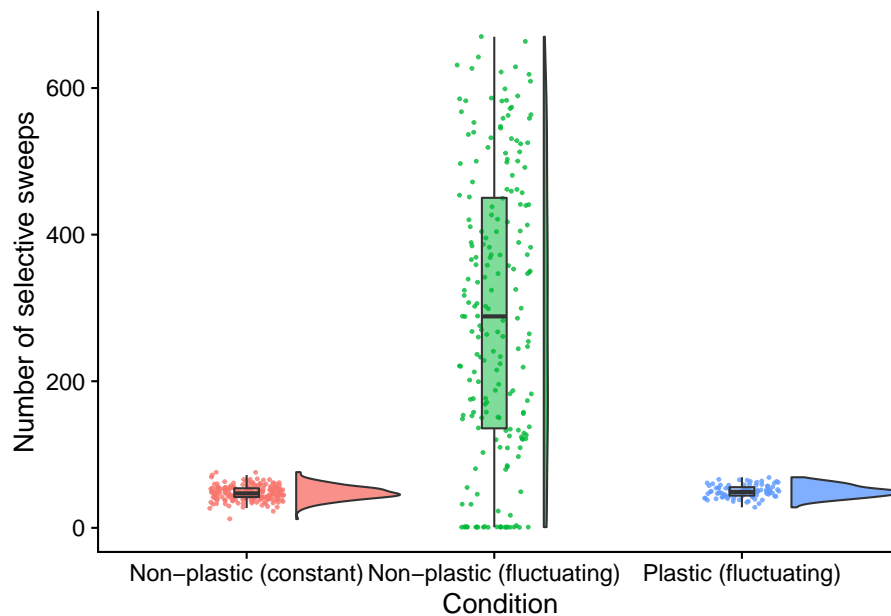 Number of selective sweeps
600
400
200
0
Non−plastic (constant) Non−plastic (fluctuating) Plastic (fluctuating)
Condition